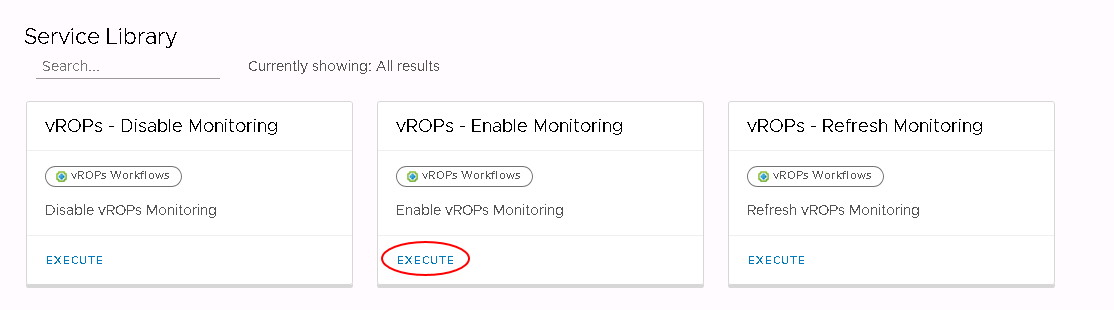 Service Library
Search...
Currently showing: All results
vROPs - Disable Monitoring
vROPs Workflows
Disable vROPs Monitoring
EXECUTE
vROPs - Enable Monitoring
vROPs Workflows
Enable vROPs Monitoring
EXECUTE
vROPs - Refresh Monitoring
vROPs Workflows
Refresh vROPs Monitoring
EXECUTE